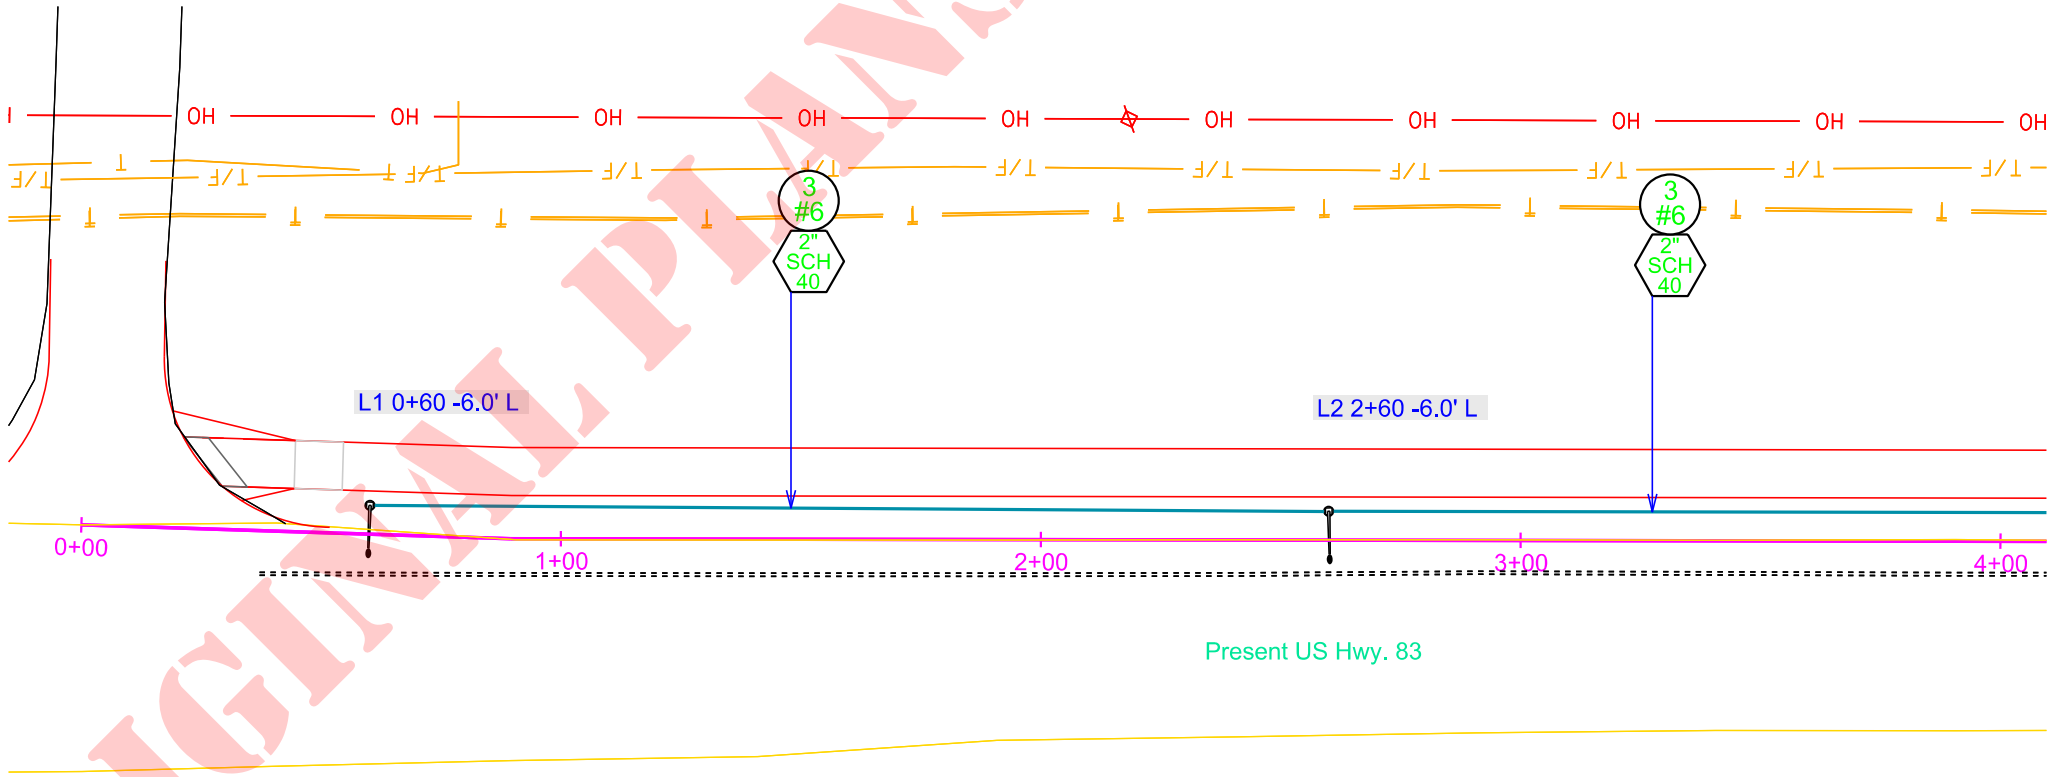 OH OH OH OH OH OH OH OH OH OH
T T
T/F T/F T/F T/F T/F T/F T/F T/F T/F T/F T/F
T T T T T T T T T T
3
#6
2"
SCH
40
3
#6
2"
SCH
40
L1 0+60 -6.0' L
L2 2+60 -6.0' L
0+00
1+00
2+00
3+00
4+00
Present US Hwy. 83
IGINAL PLANS